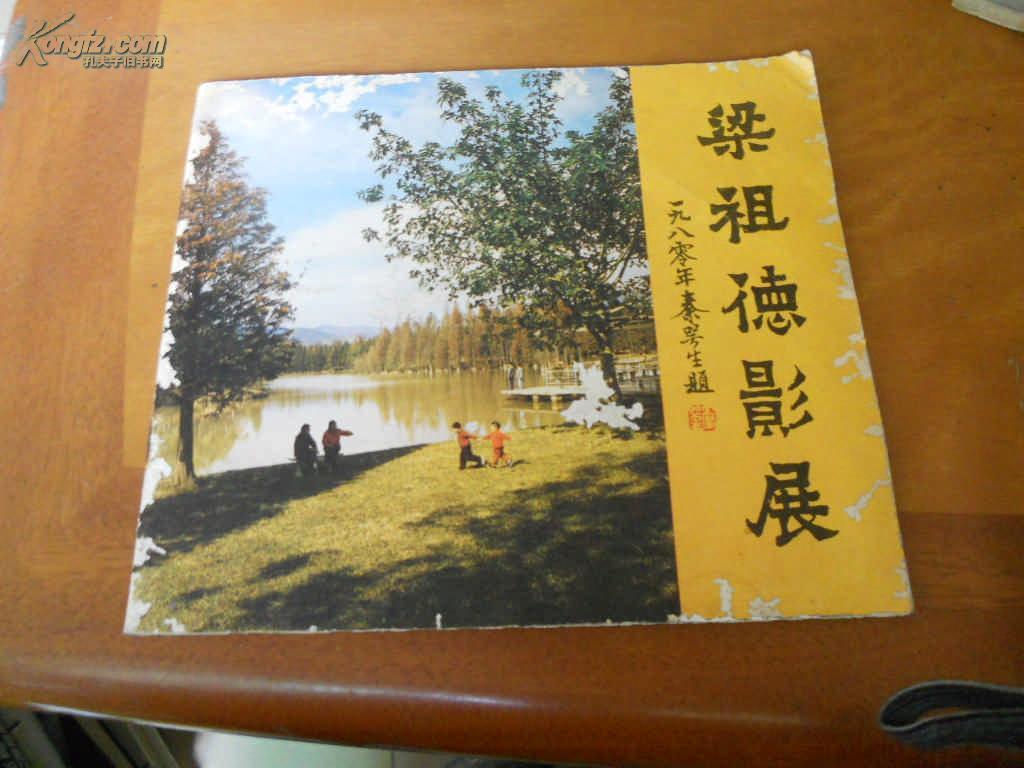 Kongfz.com
孔夫子旧书网
梁祖德影展
一九八零年秦咢生題